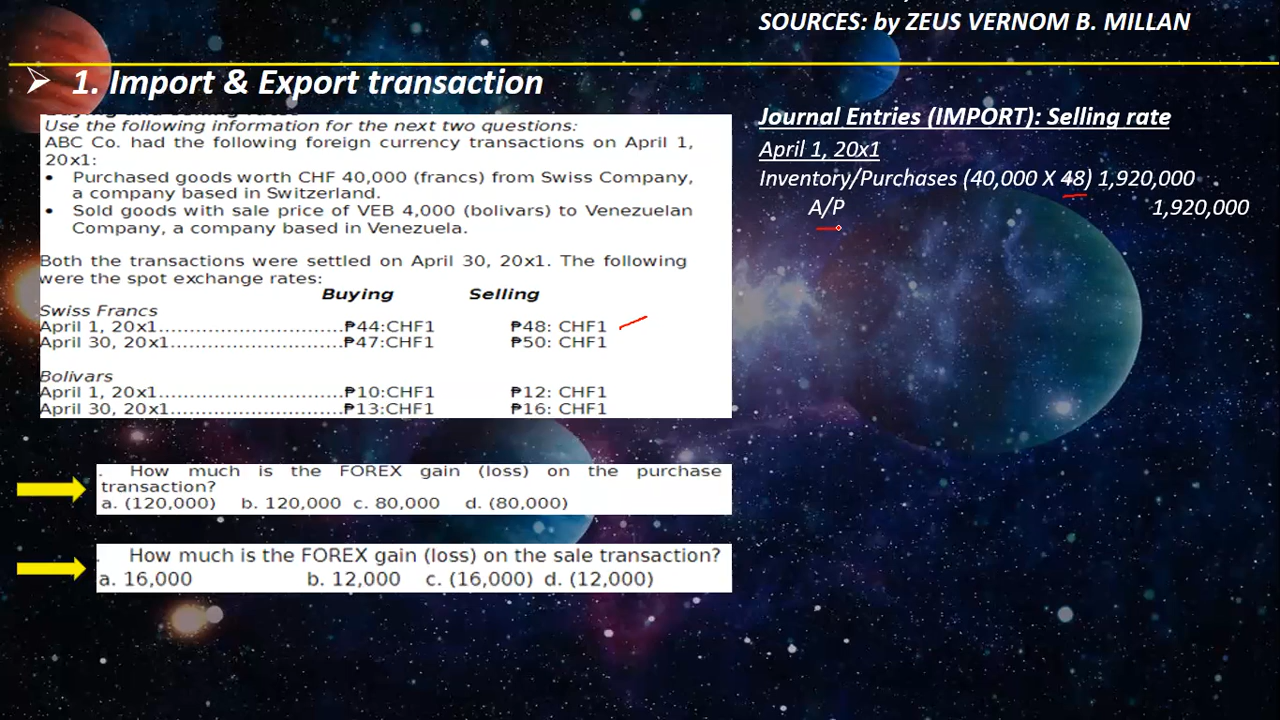 SOURCES: by ZEUS VERNOM B. MILLAN
1. Import & Export transaction
Use the following information for the next two questions:
ABC Co. had the following foreign currency transactions on April 1,
20x1:
• Purchased goods worth CHF 40,000 (francs) from Swiss Company,
a company based in Switzerland.
• Sold goods with sale price of VEB 4,000 (bolivars) to Venezuelan
Company, a company based in Venezuela.
Both the transactions were settled on April 30, 20x1. The following
were the spot exchange rates:
Buying Selling
Swiss Francs
April 1, 20x1..............................₱44:CHF1 ₱48: CHF1
April 30, 20x1............................₱47:CHF1 ₱50: CHF1
Bolivars
April 1, 20x1..............................₱10:CHF1 ₱12: CHF1
April 30, 20x1............................₱13:CHF1 ₱16: CHF1
. How much is the FOREX gain (loss) on the purchase
transaction?
a. (120,000) b. 120,000 c. 80,000 d. (80,000)
. How much is the FOREX gain (loss) on the sale transaction?
a. 16,000 b. 12,000 c. (16,000) d. (12,000)
Journal Entries (IMPORT): Selling rate
April 1, 20x1
Inventory/Purchases (40,000 X 48) 1,920,000
A/P 1,920,000